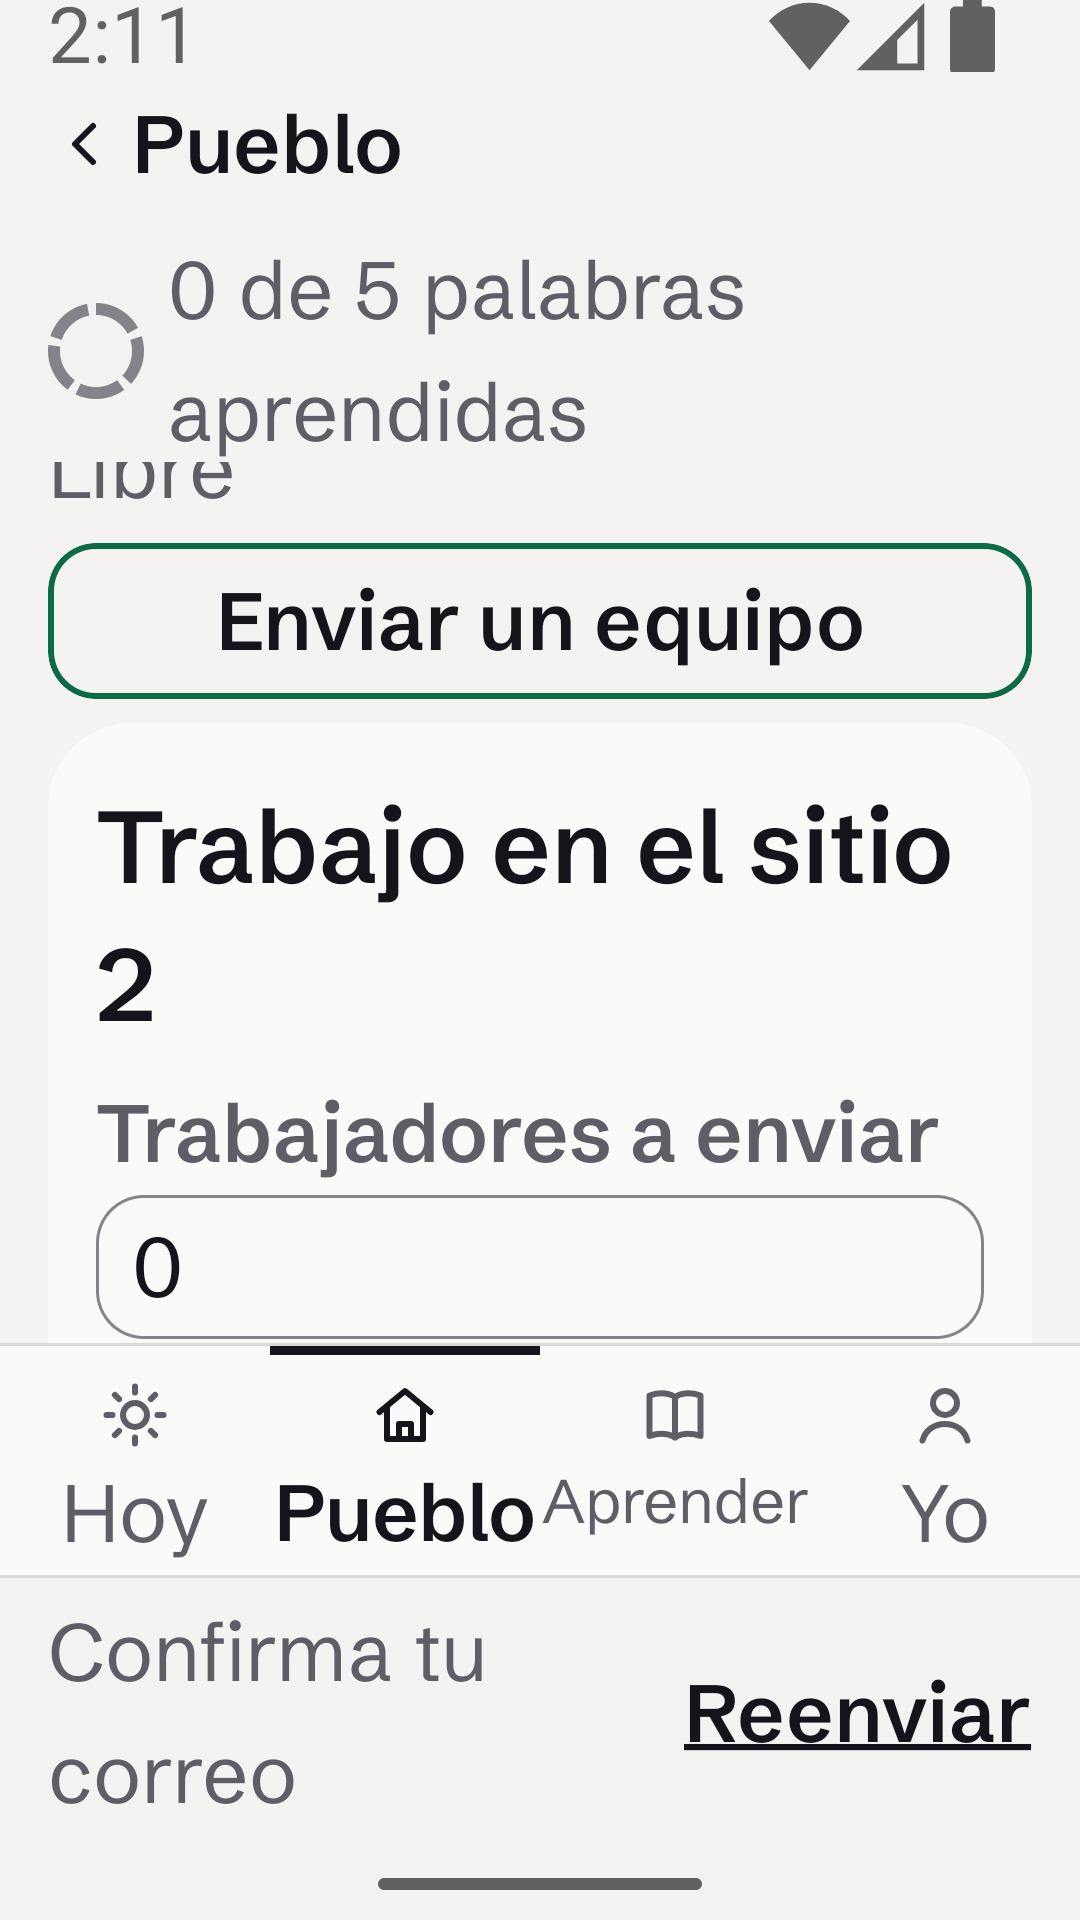 2:11
Pueblo
0 de 5 palabras
aprendidas
Libre
Enviar un equipo
Trabajo en el sitio
2
Trabajadores a enviar
0
Hoy
Pueblo
Aprender
Yo
Confirma tu
correo
Reenviar